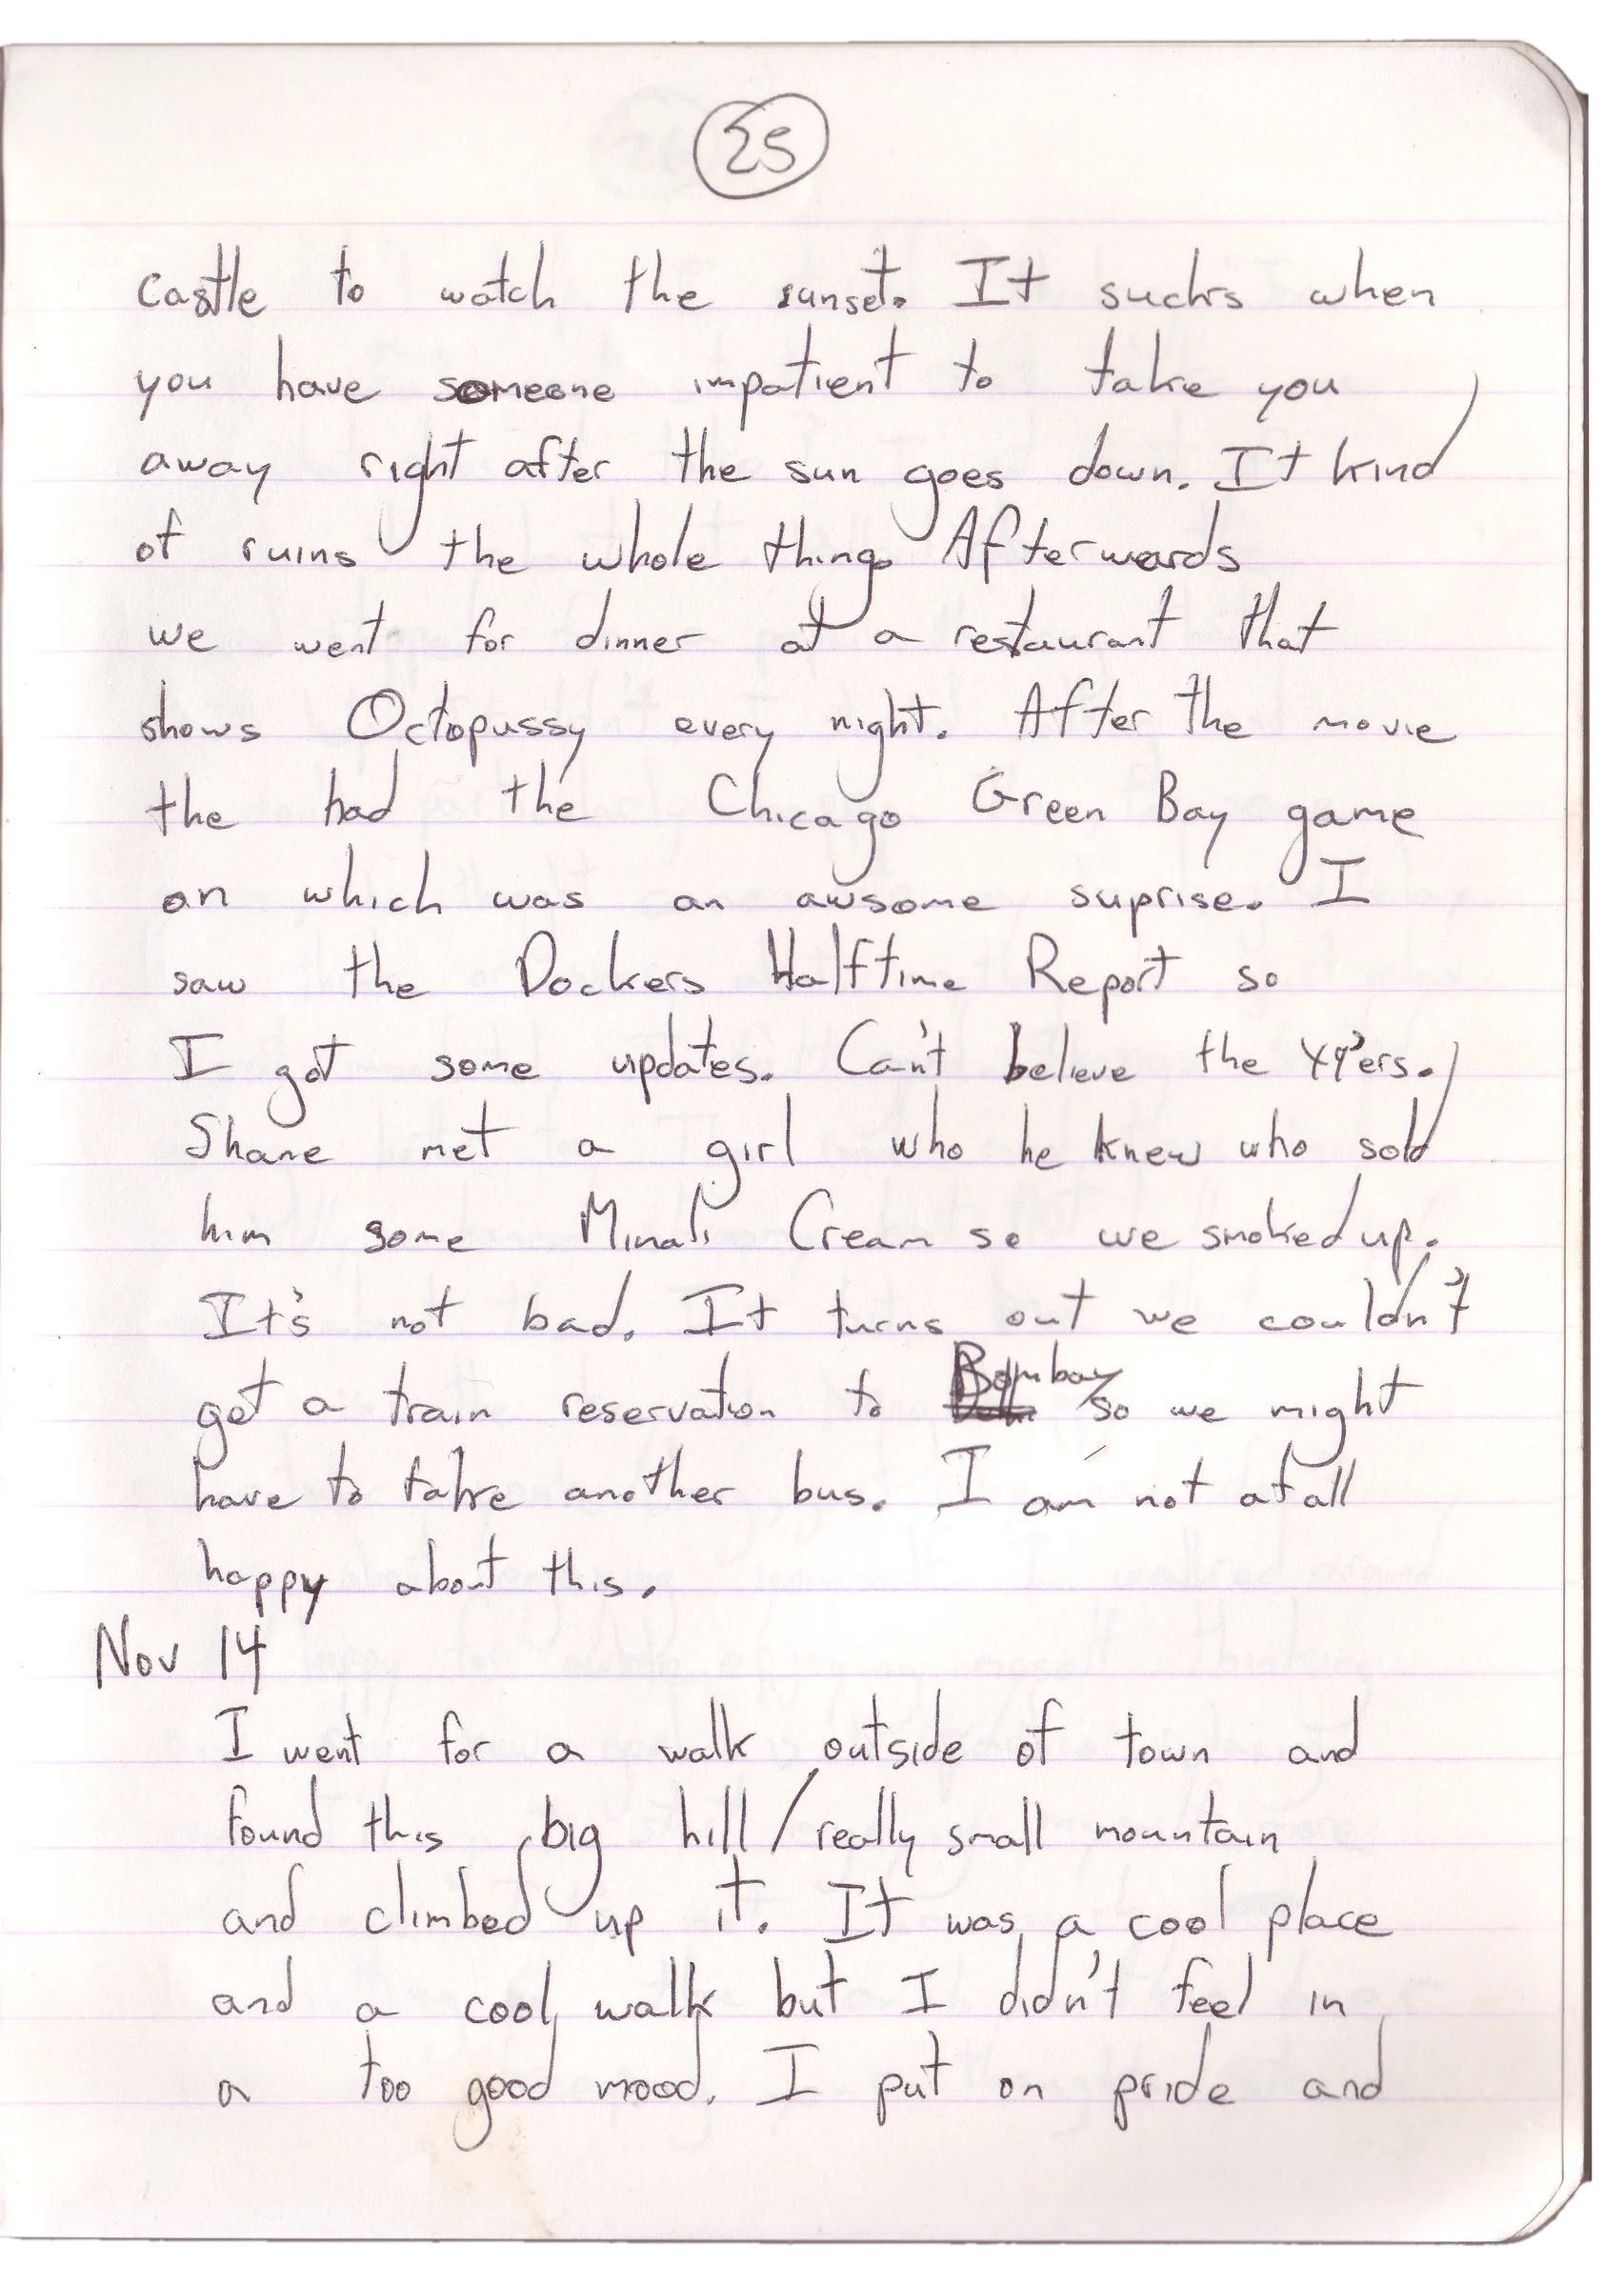 25
castle to watch the sunset. It sucks when
you have someone impatient to take you
away right after the sun goes down. It kind
of ruins the whole thing. Afterwards
we went for dinner at a restaurant that
shows Octopussy every night. After the movie
the had the Chicago Green Bay game
on which was an awsome suprise. I
saw the Dockers Halftime Report so
I got some updates. Can't believe the 49'ers.
Shane met a girl who he knew who sold
him some Minali Cream so we smoked up.
It's not bad. It turns out we couldn't
get a train reservation to Bombay so we might
have to take another bus. I am not at all
happy about this.
Nov 14
I went for a walk outside of town and
found this big hill/really small mountain
and climbed up it. It was a cool place
and a cool walk but I didn't feel in
a too good mood. I put on pride and